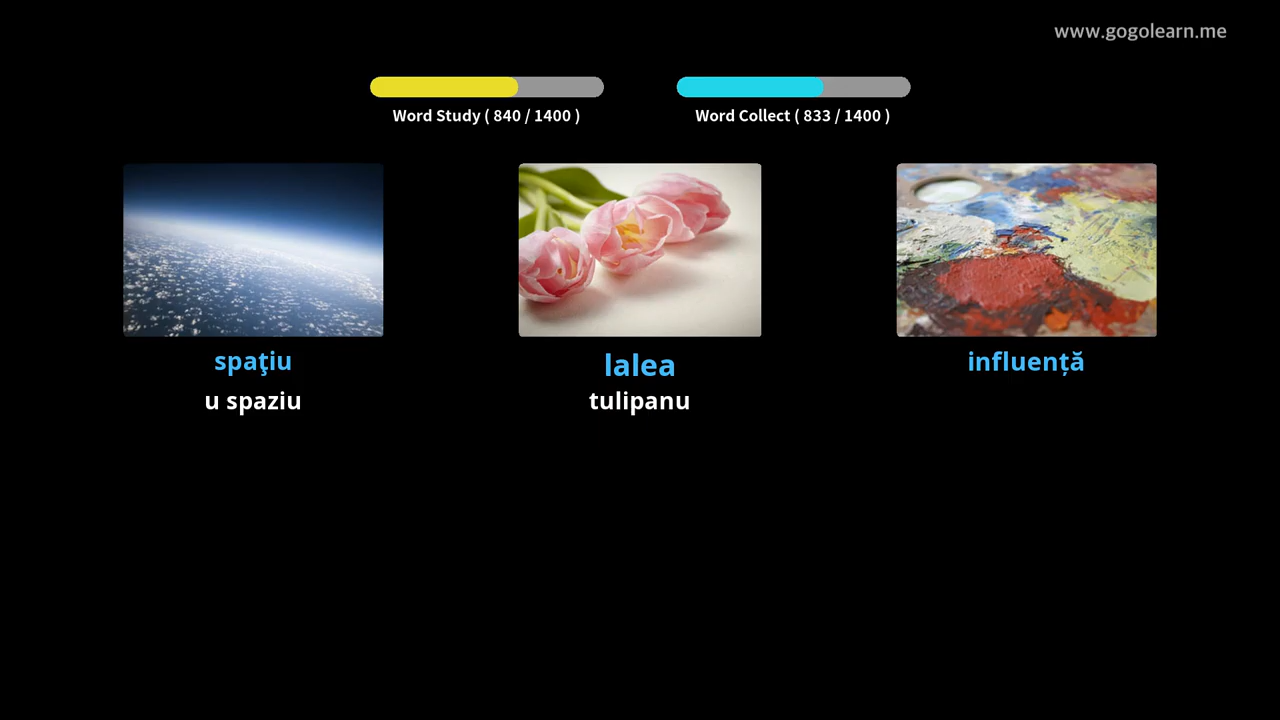 www.gogolearn.me
Word Study ( 840 / 1400 )
Word Collect ( 833 / 1400 )
spaţiu
lalea
influență
u spaziu
tulipanu